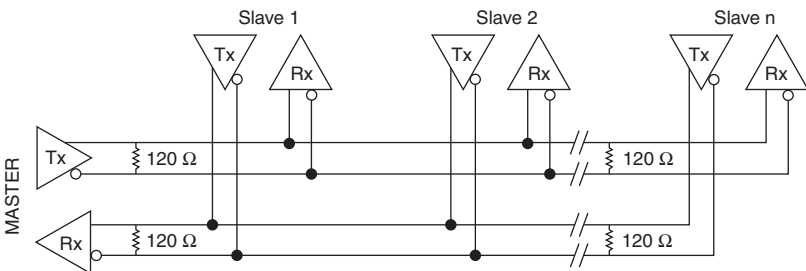 Slave 1
Slave 2
Slave n
Tx
Rx
Tx
Rx
Tx
Rx
MASTER
Tx
120 Ω
120 Ω
Rx
120 Ω
120 Ω